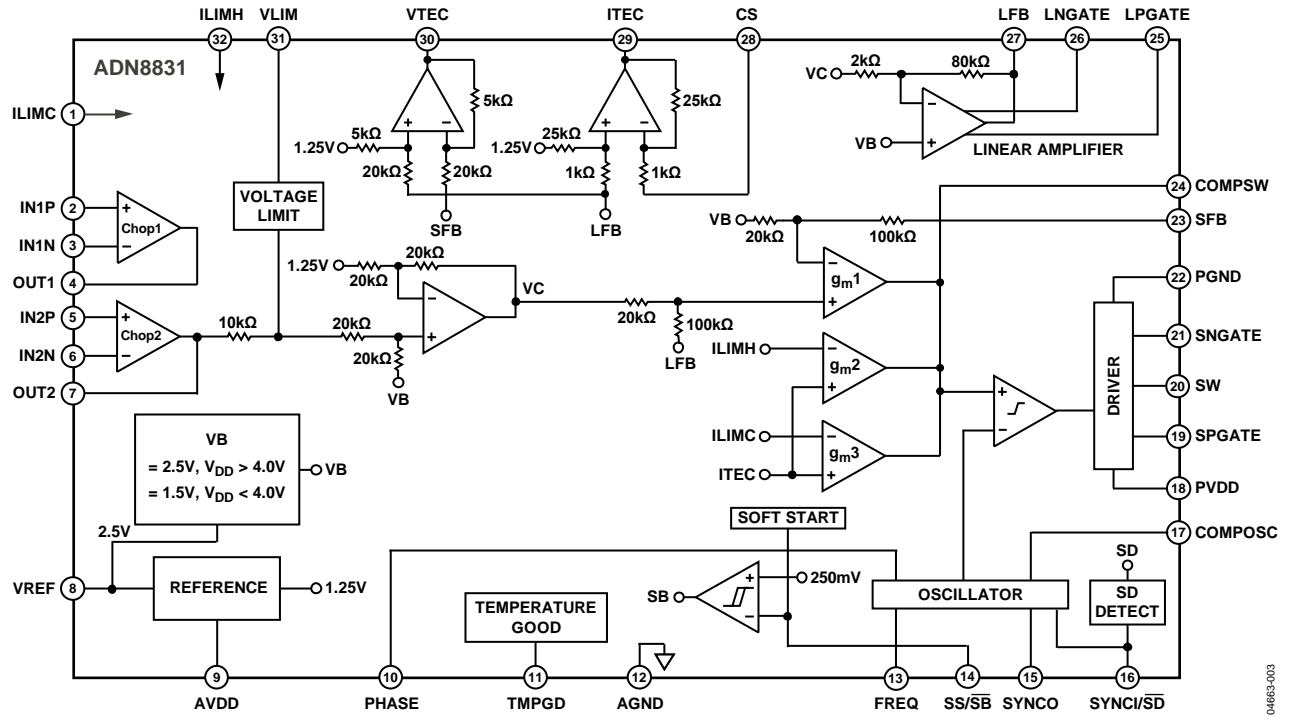 ILIMH VLIM VTEC ITEC CS LFB LNGATE LPGATE
32 31 30 29 28 27 26 25
ADN8831
ILIMC 1
2kΩ 80kΩ
VC
5kΩ 25kΩ
− +
VB
LINEAR AMPLIFIER
+ − + −
5kΩ 25kΩ
1.25V 1.25V
20kΩ 20kΩ 1kΩ 1kΩ
SFB LFB
VOLTAGE
LIMIT
IN1P 2
IN1N 3
OUT1 4
+
Chop1
−
24 COMPSW
23 SFB
VB
20kΩ 100kΩ
22 PGND
1.25V
20kΩ 20kΩ
VC
−
gm1
+
IN2P 5
IN2N 6
OUT2 7
+
Chop2
−
10kΩ 20kΩ
− +
20kΩ
VB
20kΩ 100kΩ
LFB
ILIMH
−
gm2
+
21 SNGATE
20 SW
19 SPGATE
18 PVDD
DRIVER
+ −
ILIMC
ITEC
−
gm3
+
VB
= 2.5V, VDD > 4.0V
= 1.5V, VDD < 4.0V
VB
2.5V
VREF 8
REFERENCE
1.25V
SOFT START
17 COMPOSC
SB
+
250mV
−
OSCILLATOR
SD
SD
DETECT
TEMPERATURE
GOOD
9 10 11 12 13 14 15 16
AVDD PHASE TMPGD AGND FREQ SS/S̅B̅ SYNCO SYNCI/S̅D̅
04663-003